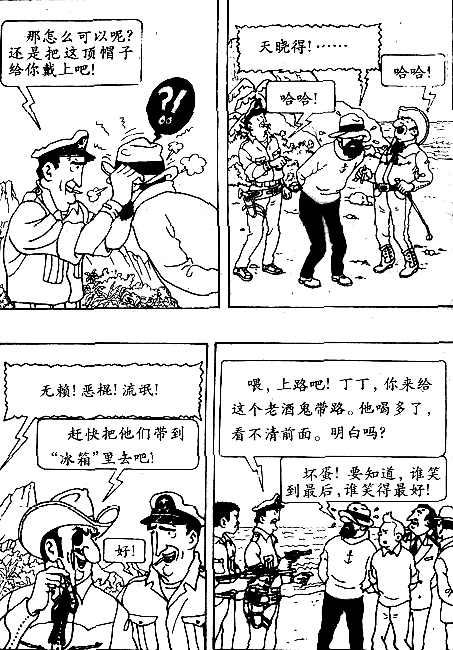 那怎么可以呢?
还是把这顶帽子
给你戴上吧!
?!
天晓得!······
哈哈!
哈哈!
无赖!恶棍!流氓!
赶快把他们带到
“冰箱”里去吧!
好!
喂,上路吧!丁丁,你来给
这个老酒鬼带路。他喝多了,
看不清前面。明白吗?
坏蛋!要知道,谁笑
到最后,谁笑得最好!